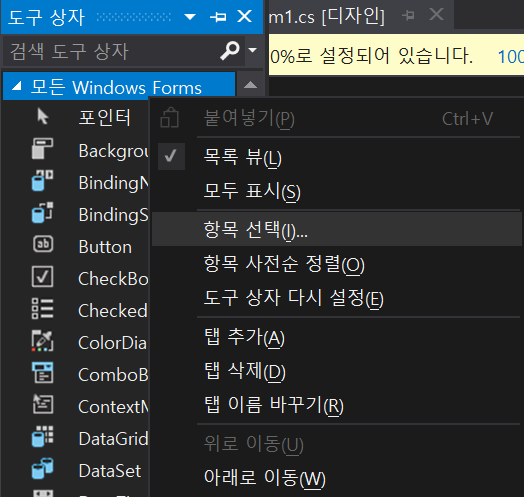 도구 상자
m1.cs [디자인]
검색 도구 상자
0%로 설정되어 있습니다. 100
모든 Windows Forms
포인터
Backgrou
BindingN
BindingS
Button
CheckBo
Checked
ColorDia
ComboB
ContextM
DataGrid
DataSet
붙여넣기(P) Ctrl+V
목록 뷰(L)
모두 표시(S)
항목 선택(I)...
항목 사전순 정렬(O)
도구 상자 다시 설정(E)
탭 추가(A)
탭 삭제(D)
탭 이름 바꾸기(R)
위로 이동(U)
아래로 이동(W)